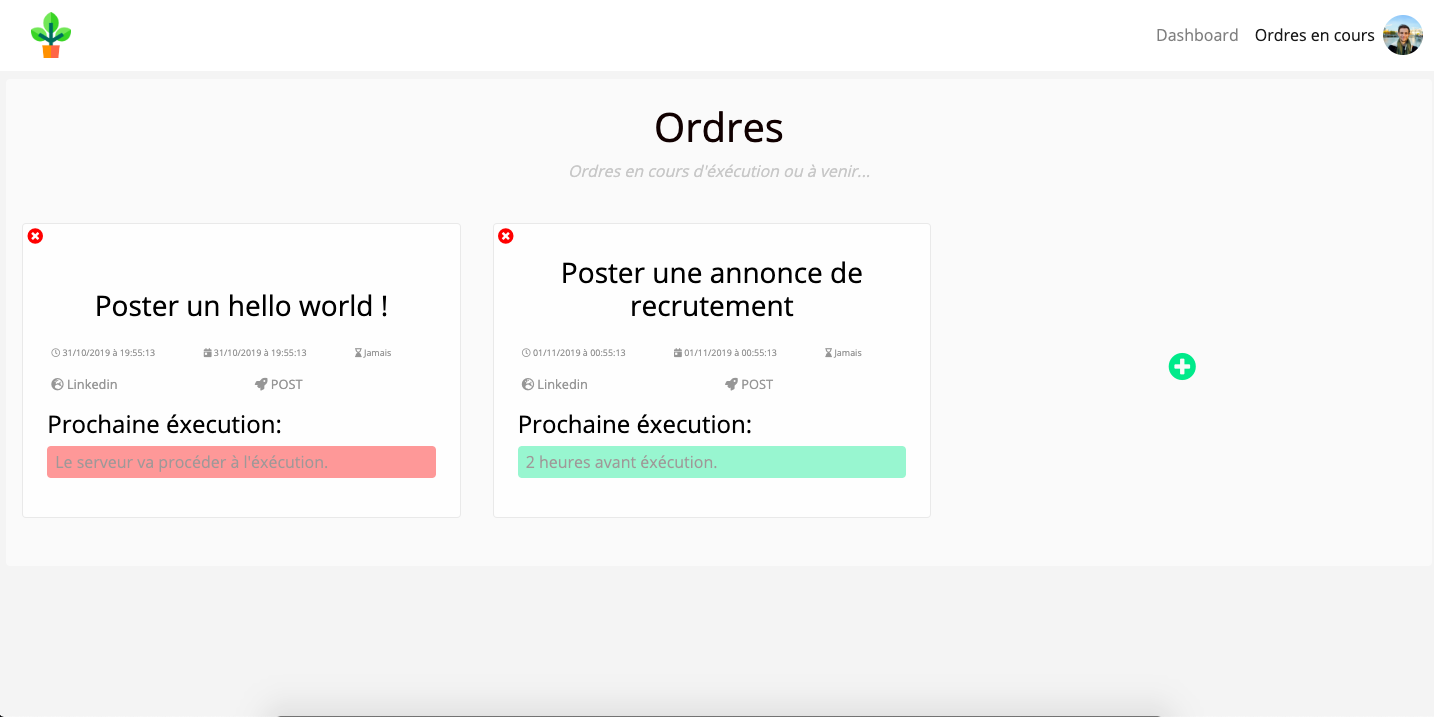 Dashboard Ordres en cours
Ordres
Ordres en cours d'éxécution ou à venir...
Poster un hello world !
31/10/2019 à 19:55:13 31/10/2019 à 19:55:13 Jamais
Linkedin POST
Prochaine éxecution:
Le serveur va procéder à l'éxécution.
Poster une annonce de
recrutement
01/11/2019 à 00:55:13 01/11/2019 à 00:55:13 Jamais
Linkedin POST
Prochaine éxecution:
2 heures avant éxécution.